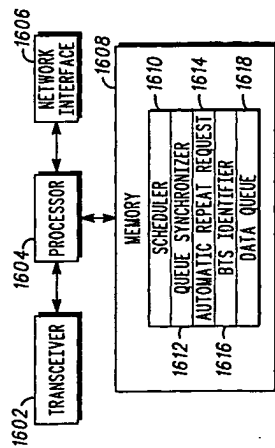 1602
TRANSCEIVER
1604
PROCESSOR
1606
NETWORK
INTERFACE
1608
MEMORY
SCHEDULER
1610
QUEUE SYNCHRONIZER
1612
AUTOMATIC REPEAT REQUEST
1614
BTS IDENTIFIER
1616
DATA QUEUE
1618